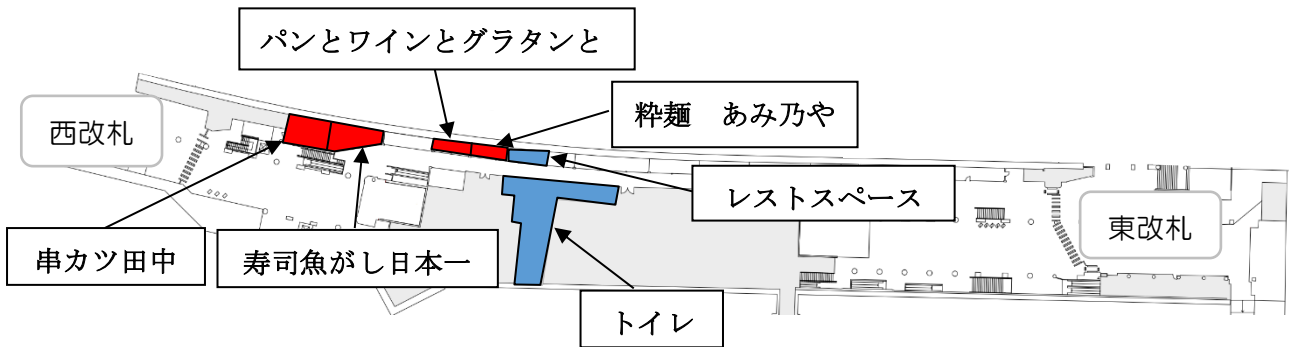 パンとワインとグラタンと
粋麺　あみ乃や
西改札
レストスペース
東改札
串カツ田中
寿司魚がし日本一
トイレ